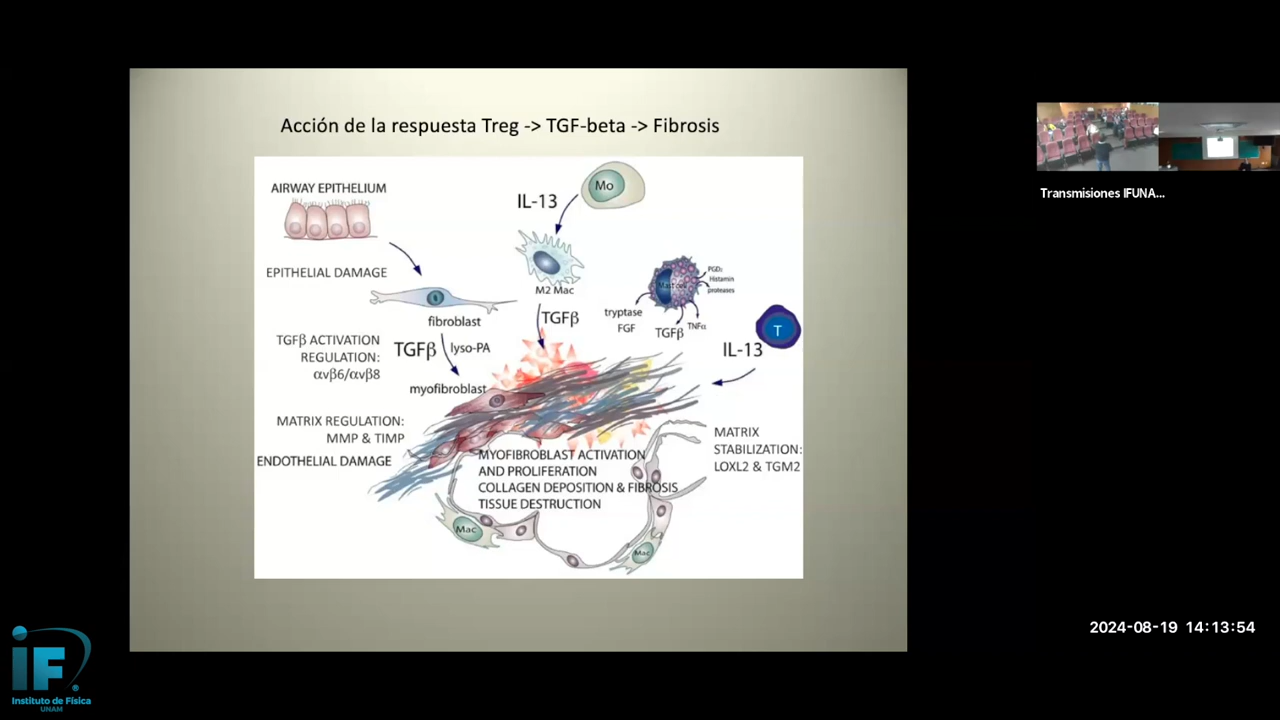 Acción de la respuesta Treg -> TGF-beta -> Fibrosis
AIRWAY EPITHELIUM
IL-13
Mo
EPITHELIAL DAMAGE
M2 Mac
fibroblast
TGFβ
Mast cell
PGD₂
Histamin
proteases
tryptase
FGF
TGFβ
TNFα
T
IL-13
TGFβ ACTIVATION
REGULATION:
αvβ6/αvβ8
TGFβ
lyso-PA
myofibroblast
MATRIX REGULATION:
MMP & TIMP
ENDOTHELIAL DAMAGE
MYOFIBROBLAST ACTIVATION
AND PROLIFERATION
COLLAGEN DEPOSITION & FIBROSIS
TISSUE DESTRUCTION
MATRIX
STABILIZATION:
LOXL2 & TGM2
Mac
Mac
Transmisiones IFUNA...
2024-08-19 14:13:54
iF
Instituto de Física
UNAM